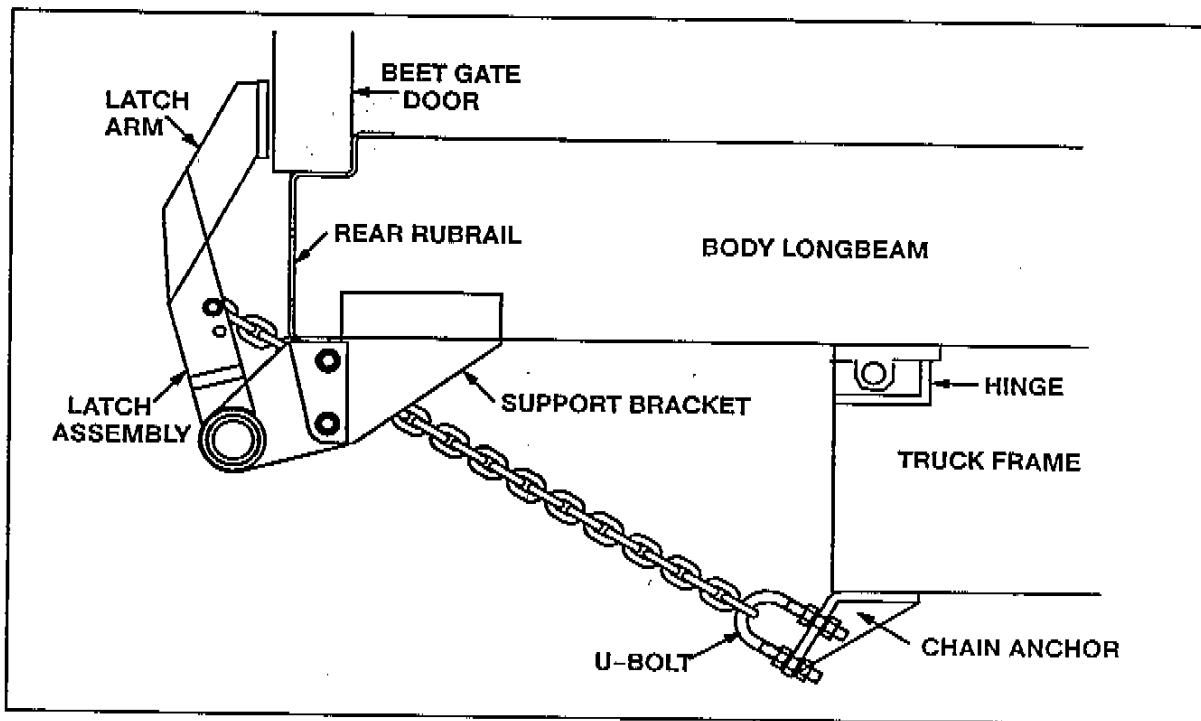 BEET GATE
DOOR
LATCH
ARM
REAR RUBRAIL
BODY LONGBEAM
HINGE
LATCH
ASSEMBLY
SUPPORT BRACKET
TRUCK FRAME
CHAIN ANCHOR
U-BOLT